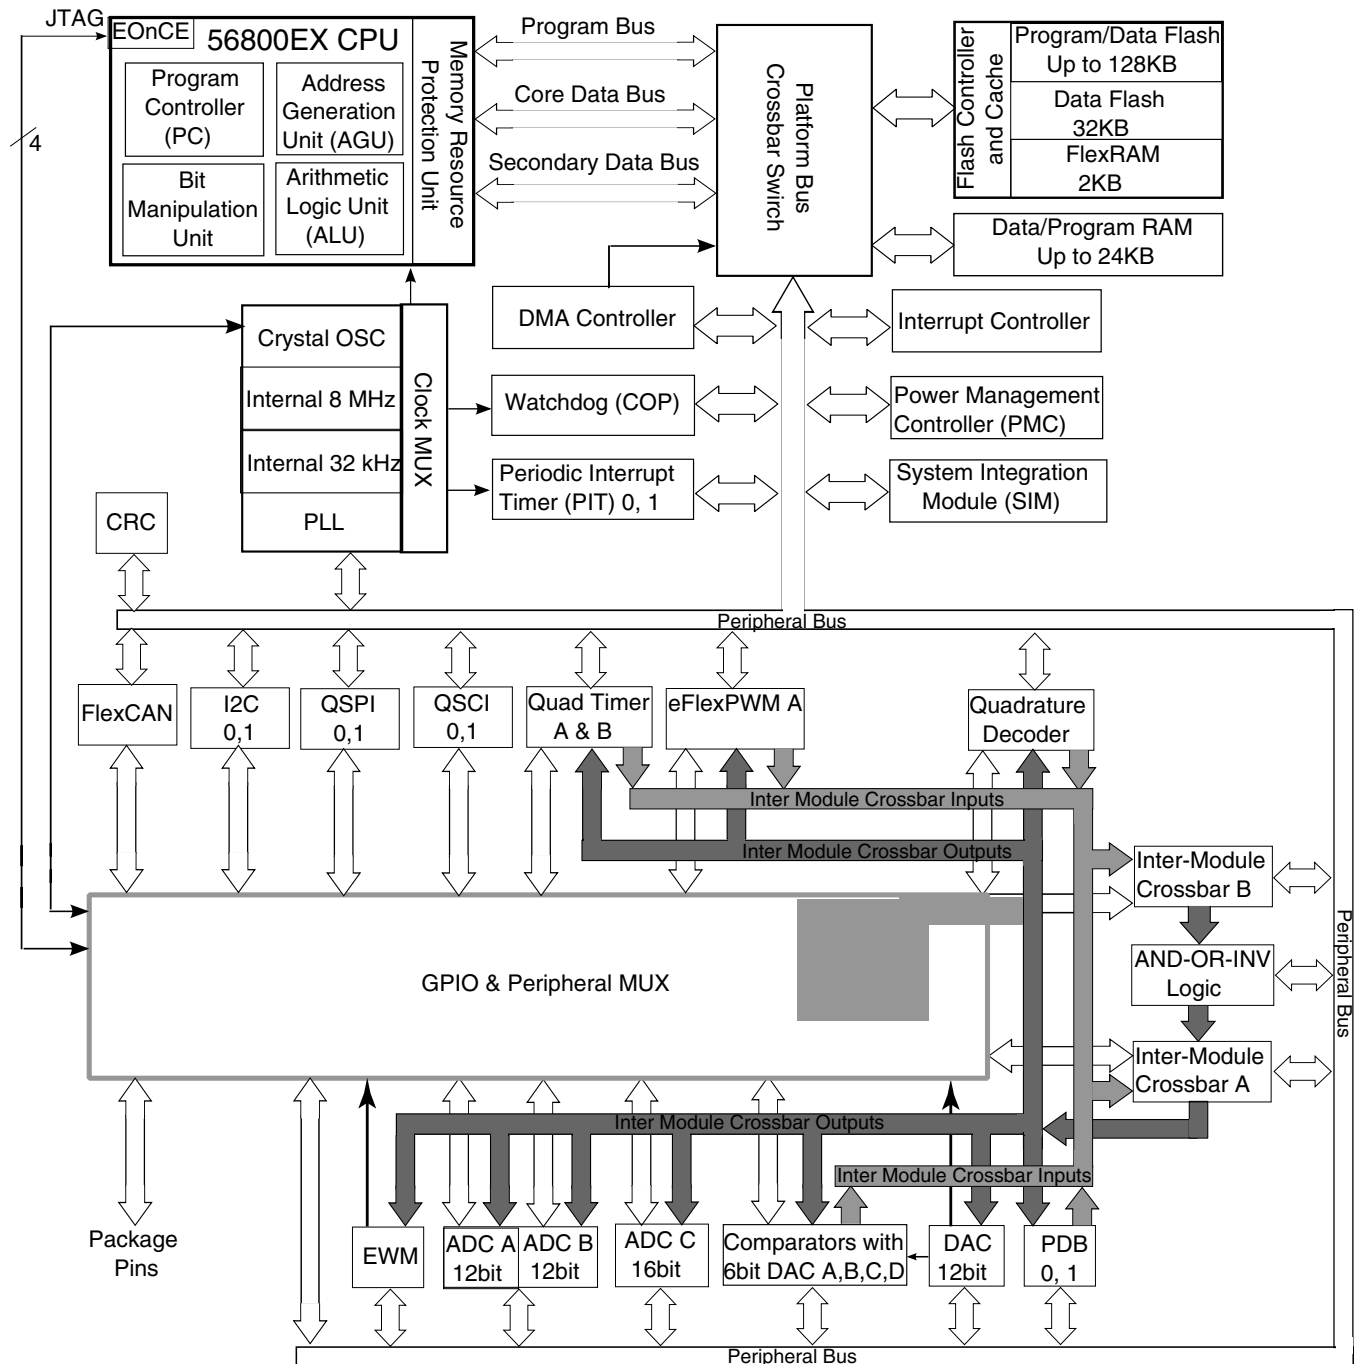 JTAG
EOnCE
56800EX CPU
Program
Controller
(PC)
Address
Generation
Unit (AGU)
Bit
Manipulation
Unit
Arithmetic
Logic Unit
(ALU)
Memory Resource
Protection Unit
4
Program Bus
Core Data Bus
Secondary Data Bus
Platform Bus
Crossbar Swirch
Flash Controller
and Cache
Program/Data Flash
Up to 128KB
Data Flash
32KB
FlexRAM
2KB
Data/Program RAM
Up to 24KB
DMA Controller
Interrupt Controller
Crystal OSC
Internal 8 MHz
Internal 32 kHz
PLL
Clock MUX
Watchdog (COP)
Power Management
Controller (PMC)
Periodic Interrupt
Timer (PIT) 0, 1
System Integration
Module (SIM)
CRC
Peripheral Bus
FlexCAN
I2C
0,1
QSPI
0,1
QSCI
0,1
Quad Timer
A & B
eFlexPWM A
Quadrature
Decoder
Inter Module Crossbar Inputs
Inter Module Crossbar Outputs
Inter-Module
Crossbar B
AND-OR-INV
Logic
Inter-Module
Crossbar A
Peripheral Bus
GPIO & Peripheral MUX
Inter Module Crossbar Outputs
Inter Module Crossbar Inputs
Package
Pins
EWM
ADC A
12bit
ADC B
12bit
ADC C
16bit
Comparators with
6bit DAC A,B,C,D
DAC
12bit
PDB
0, 1
Peripheral Bus